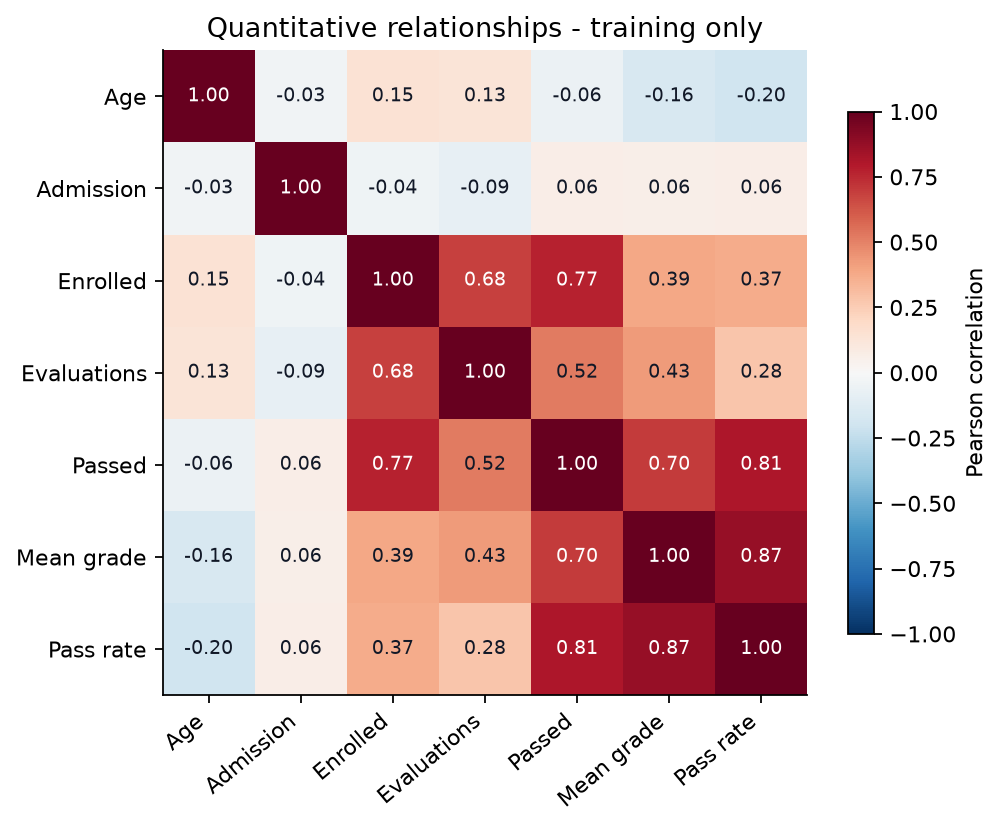 Quantitative relationships - training only
Age 1.00 -0.03 0.15 0.13 -0.06 -0.16 -0.20
Admission -0.03 1.00 -0.04 -0.09 0.06 0.06 0.06
Enrolled 0.15 -0.04 1.00 0.68 0.77 0.39 0.37
Evaluations 0.13 -0.09 0.68 1.00 0.52 0.43 0.28
Passed -0.06 0.06 0.77 0.52 1.00 0.70 0.81
Mean grade -0.16 0.06 0.39 0.43 0.70 1.00 0.87
Pass rate -0.20 0.06 0.37 0.28 0.81 0.87 1.00
Age
Admission
Enrolled
Evaluations
Passed
Mean grade
Pass rate
1.00
0.75
0.50
0.25
0.00
−0.25
−0.50
−0.75
−1.00
Pearson correlation